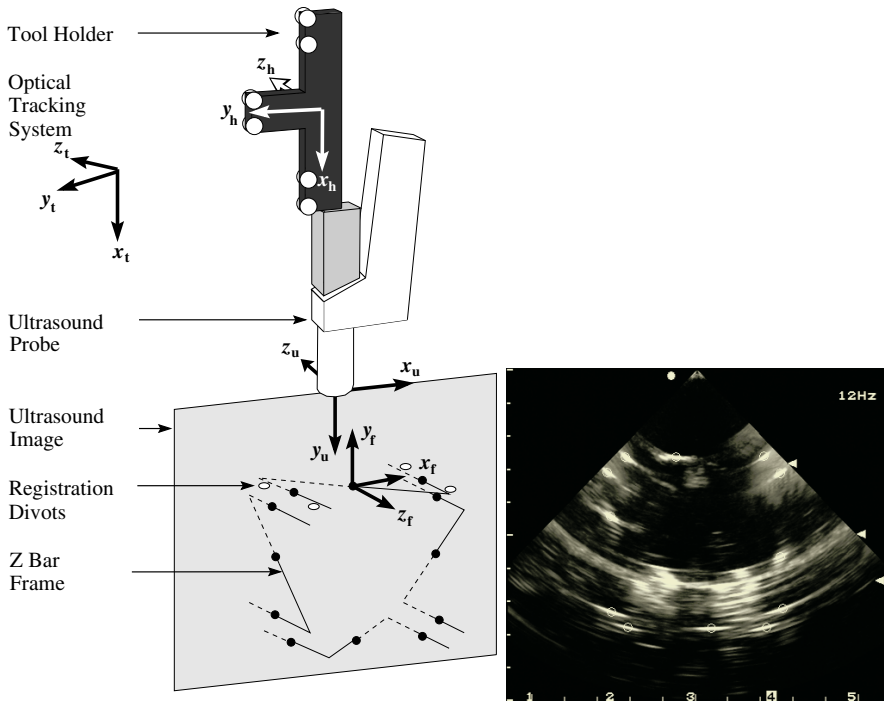 Tool Holder
Optical
Tracking
System
z_h
y_h
x_h
z_t
y_t
x_t
Ultrasound
Probe
z_u
x_u
Ultrasound
Image
y_u
y_f
x_f
z_f
Registration
Divots
Z Bar
Frame
12Hz
1 2 3 4 5